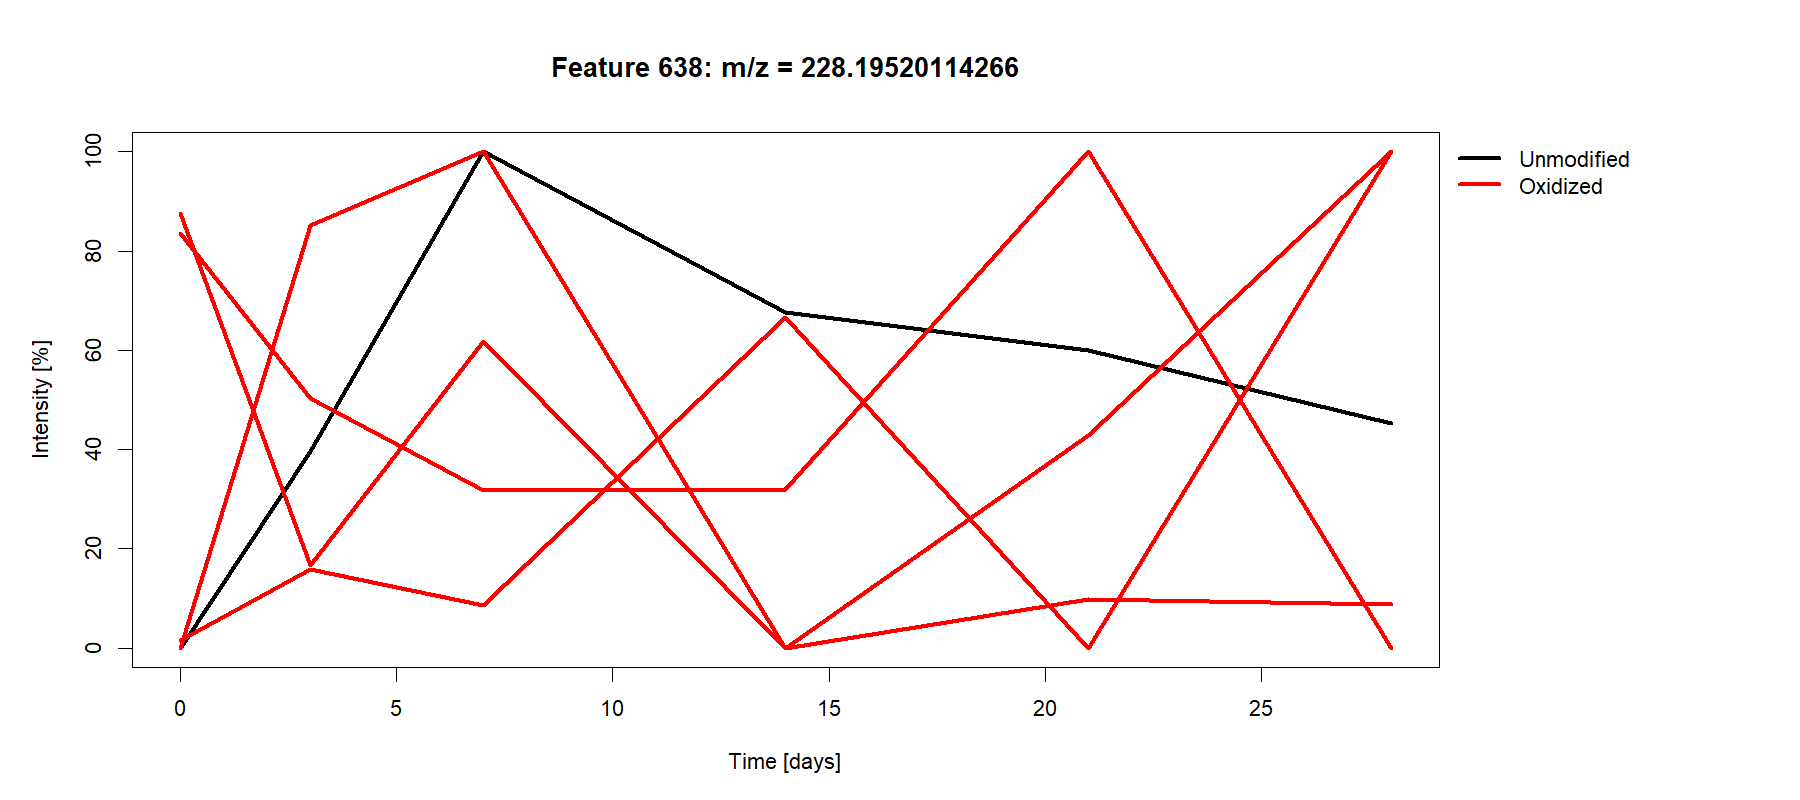 Feature 638: m/z = 228.19520114266
Unmodified
Oxidized
Intensity [%]
100
80
60
40
20
0
0 5 10 15 20 25
Time [days]